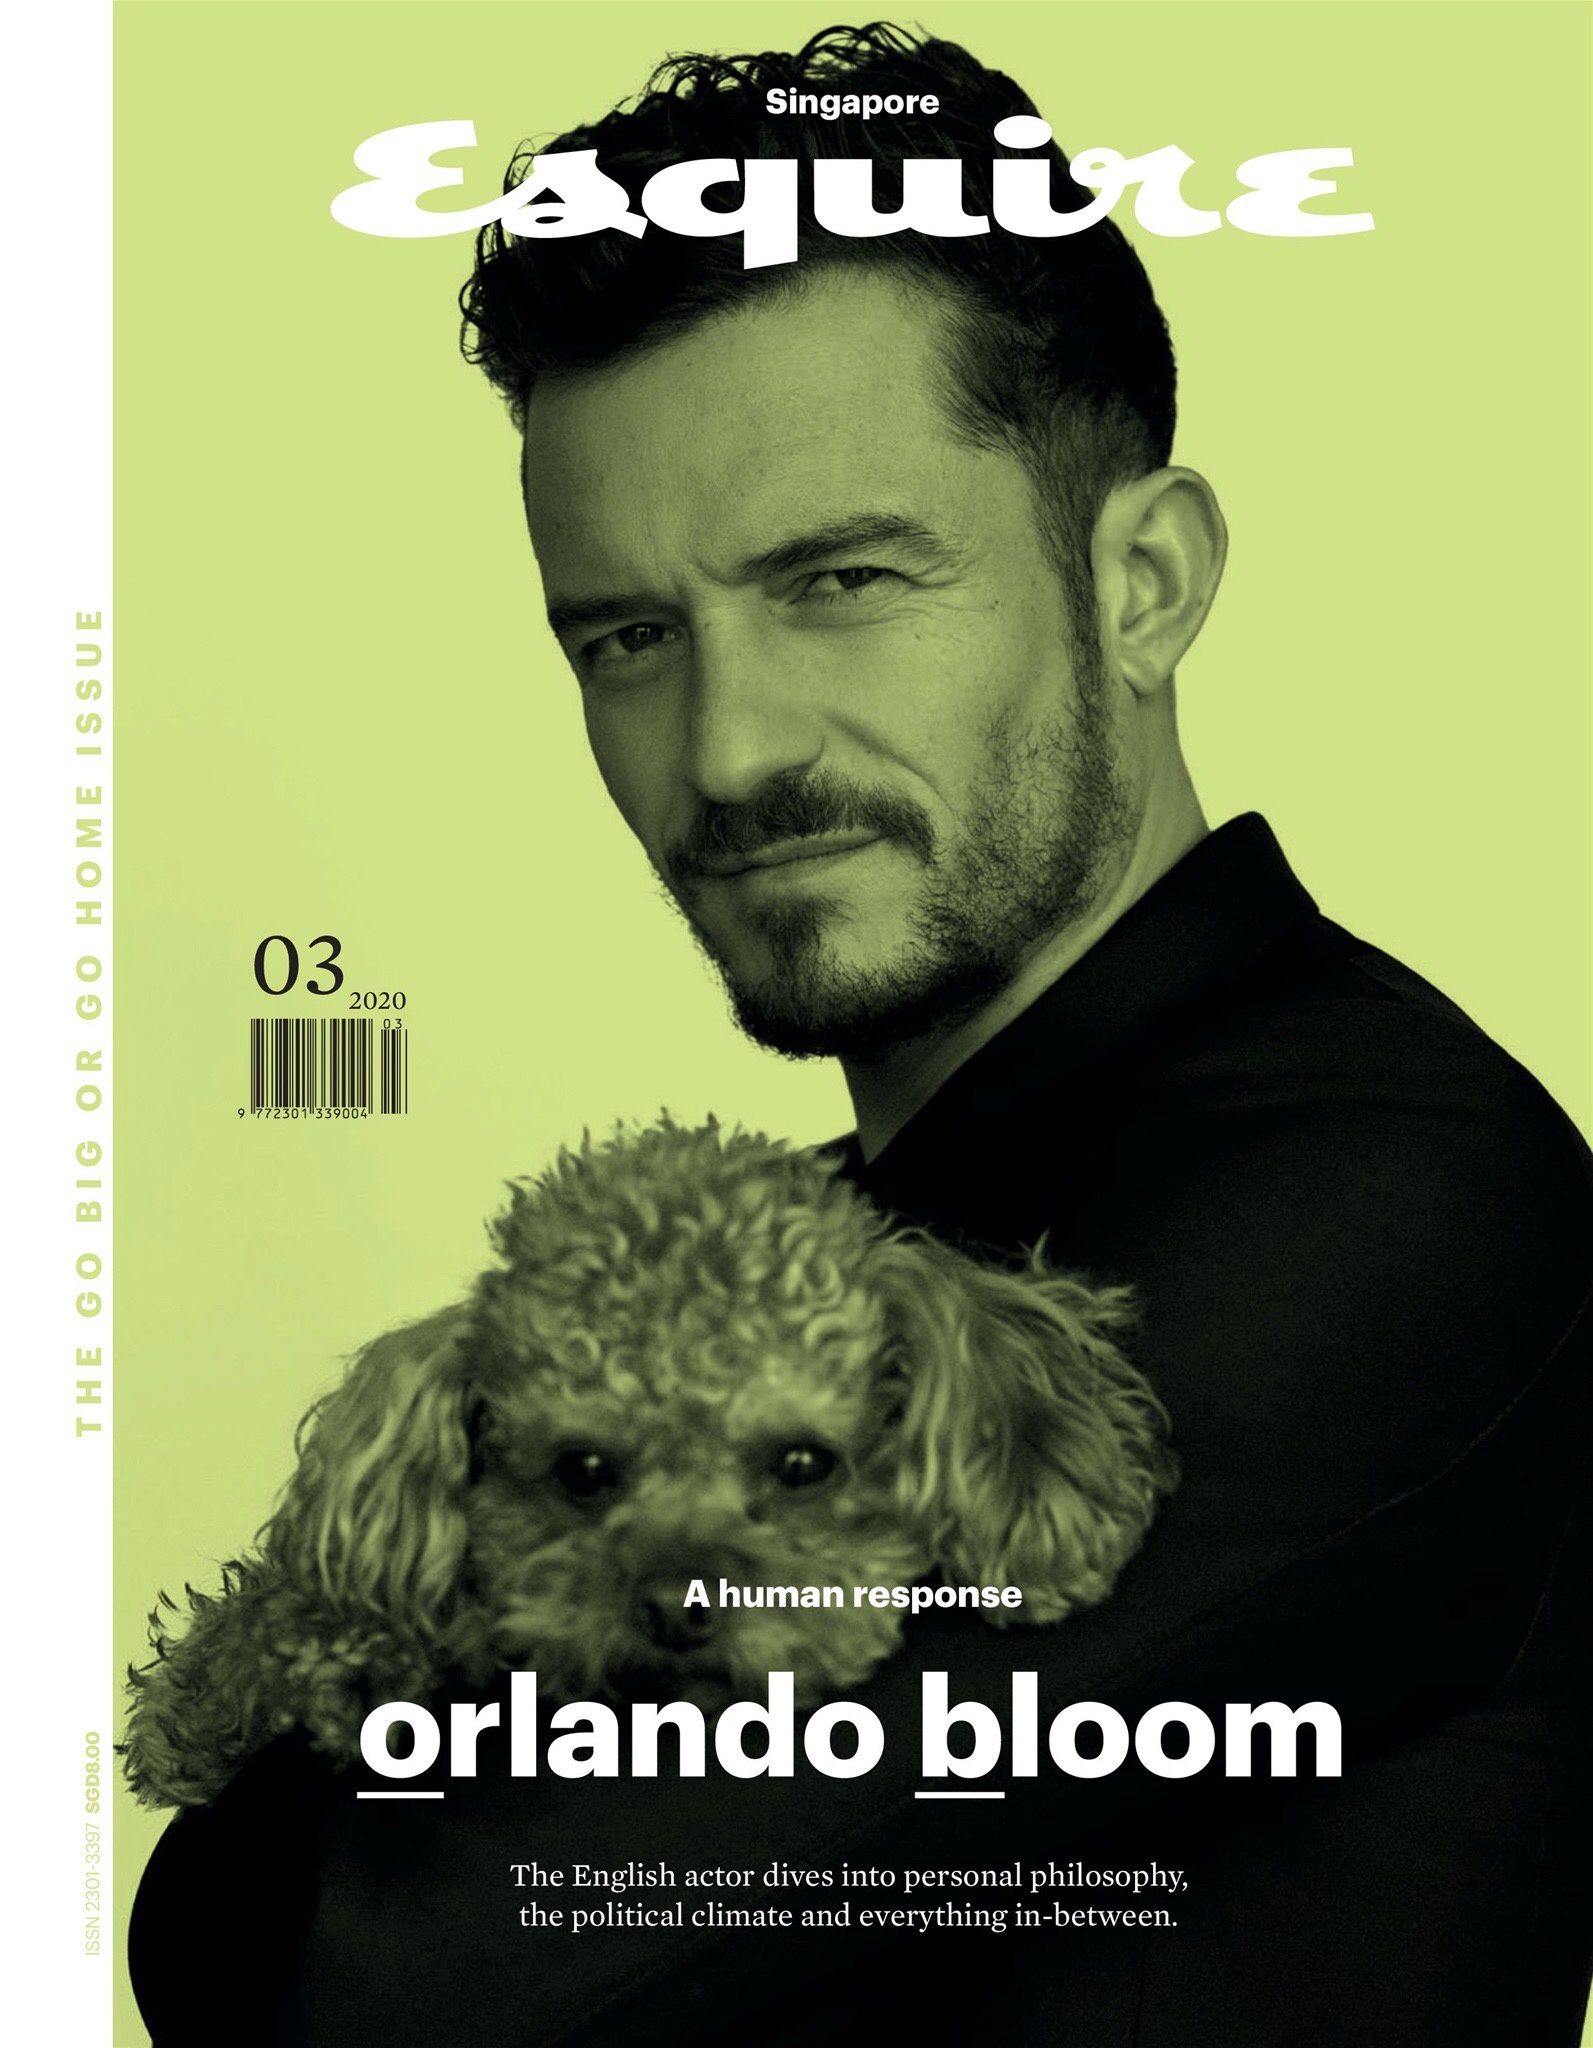 Singapore
Esquire
THE GO BIG OR GO HOME ISSUE
03
2020
03
9 772301 339004
A human response
orlando bloom
The English actor dives into personal philosophy,
the political climate and everything in-between.
ISSN 2301-3397 SGD8.00